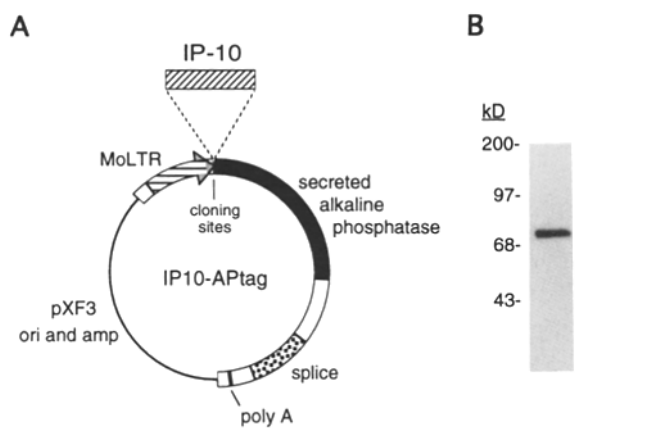 A
IP-10
MoLTR
cloning
sites
secreted
alkaline
phosphatase
IP10-APtag
pXF3
ori and amp
splice
poly A
B
kD
200-
97-
68-
43-